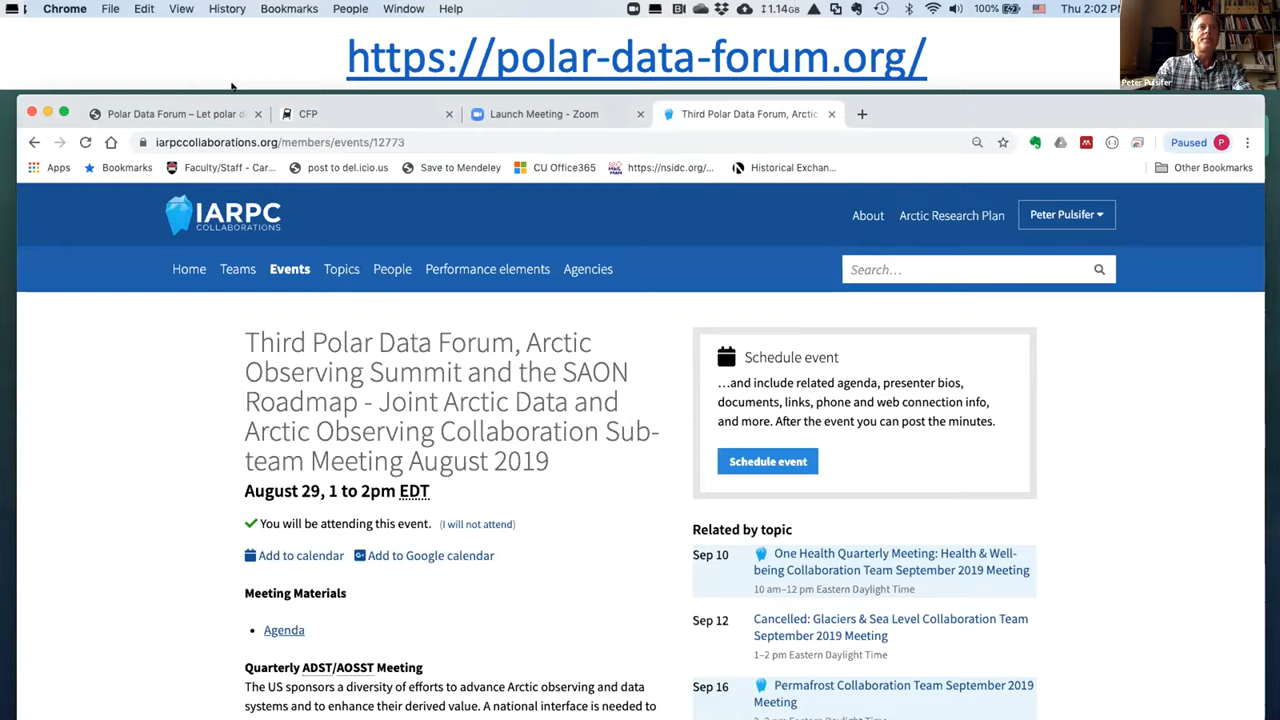 Chrome File Edit View History Bookmarks People Window Help 1.14GB 100% Thu 2:02 PM
https://polar-data-forum.org/
Peter Pulsifer
Polar Data Forum – Let polar d
CFP
Launch Meeting - Zoom
Third Polar Data Forum, Arctic
iarpccollaborations.org/members/events/12773
Paused P
Apps Bookmarks Faculty/Staff - Car... post to del.icio.us Save to Mendeley CU Office365 https://nsidc.org/... Historical Exchan... Other Bookmarks
IARPC
COLLABORATIONS
About Arctic Research Plan Peter Pulsifer
Home Teams Events Topics People Performance elements Agencies
Search...
Third Polar Data Forum, Arctic
Observing Summit and the SAON
Roadmap - Joint Arctic Data and
Arctic Observing Collaboration Sub-
team Meeting August 2019
August 29, 1 to 2pm EDT
You will be attending this event. (I will not attend)
Add to calendar Add to Google calendar
Meeting Materials
• Agenda
Quarterly ADST/AOSST Meeting
The US sponsors a diversity of efforts to advance Arctic observing and data
systems and to enhance their derived value. A national interface is needed to
Schedule event
...and include related agenda, presenter bios,
documents, links, phone and web connection info,
and more. After the event you can post the minutes.
Schedule event
Related by topic
Sep 10 One Health Quarterly Meeting: Health & Well-
being Collaboration Team September 2019 Meeting
10 am–12 pm Eastern Daylight Time
Sep 12 Cancelled: Glaciers & Sea Level Collaboration Team
September 2019 Meeting
1–2 pm Eastern Daylight Time
Sep 16 Permafrost Collaboration Team September 2019
Meeting